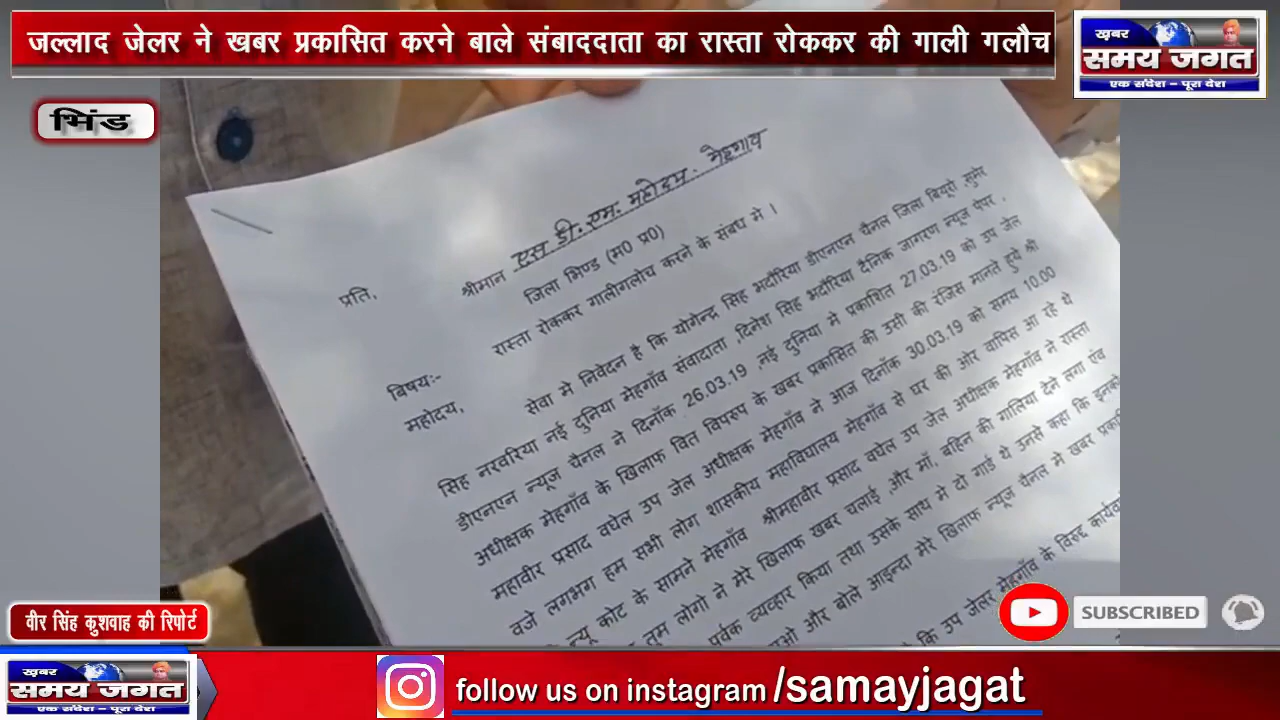 जल्लाद जेलर ने खबर प्रकासित करने बाले संबाददाता का रास्ता रोककर की गाली गलौच
ख़बर
समय जगत
एक संदेश – पूरा देश
भिंड
प्रति,
श्रीमान एस डी. एम. महोदय - मेहगाव
जिला भिण्ड (म0 प्र0)
बिषयः- रास्ता रोककर गालीगलोच करने के संबध मे ।
महोदय,
सेवा मे निवेदन है कि योगेन्द्र सिह भदौरिया डीएनएन चैनल जिला बियूरो ,सुमेर
सिह नरवरिया नई दुनिया मेहगाँव संवादाता ,दिनेश सिह भदौरिया दैनिक जागरण न्यूज पेपर ,
डीएनएन न्यूज चैनल ने दिनाँक 26.03.19 ,नई दुनिया मे प्रकाशित 27.03.19 को उप जेल
अधीक्षक मेहगाँव के खिलाफ वित विपरुप के खबर प्रकासित की उसी की रंजिस मानते हुये श्री
महावीर प्रसाद वघेल उप जेल अधीक्षक मेहगाँव ने आज दिनाँक 30.03.19 को समय 10.00
वजे लगभग हम सभी लोग शासकीय महाविघालय मेहगाँव से घर की ओर वापिस आ रहे थे
न्यू कोट के सामने मेहगाँव श्रीमहावीर प्रसाद वघेल उप जेल अधीक्षक मेहगाँव ने रास्ता
तुम लोगो ने मेरे खिलाफ खबर चलाई ,और माँ, बहिन की गालिया देने लगा एंव
पूर्वक व्यव्हार किया तथा उसके साथ मे दो गार्ड थे उनसे कहा कि इनको
और बोले आइन्दा मेरे खिलाफ न्यूज चैनल मे खबर
कि उप जेलर मेहगाँव के विरुद्द
वीर सिंह कुशवाह की रिपोर्ट
SUBSCRIBED
ख़बर
समय जगत
एक संदेश – पूरा देश
follow us on instagram /samayjagat